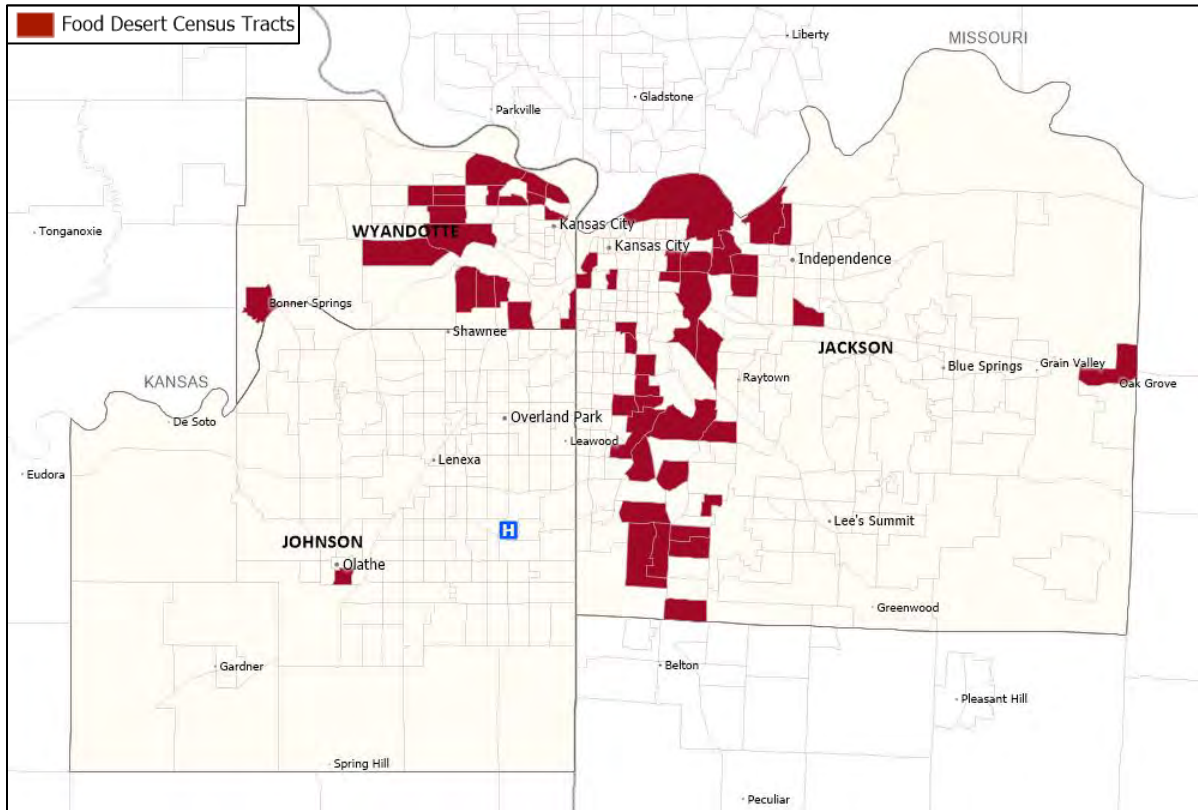 Food Desert Census Tracts
Liberty
MISSOURI
Gladstone
Parkville
Tonganoxie
WYANDOTTE
Kansas City
Kansas City
Independence
Bonner Springs
Shawnee
JACKSON
Blue Springs
Grain Valley
Raytown
Oak Grove
KANSAS
De Soto
Overland Park
Leawood
Lenexa
Eudora
H
Lee's Summit
JOHNSON
Olathe
Greenwood
Gardner
Belton
Pleasant Hill
Spring Hill
Peculiar